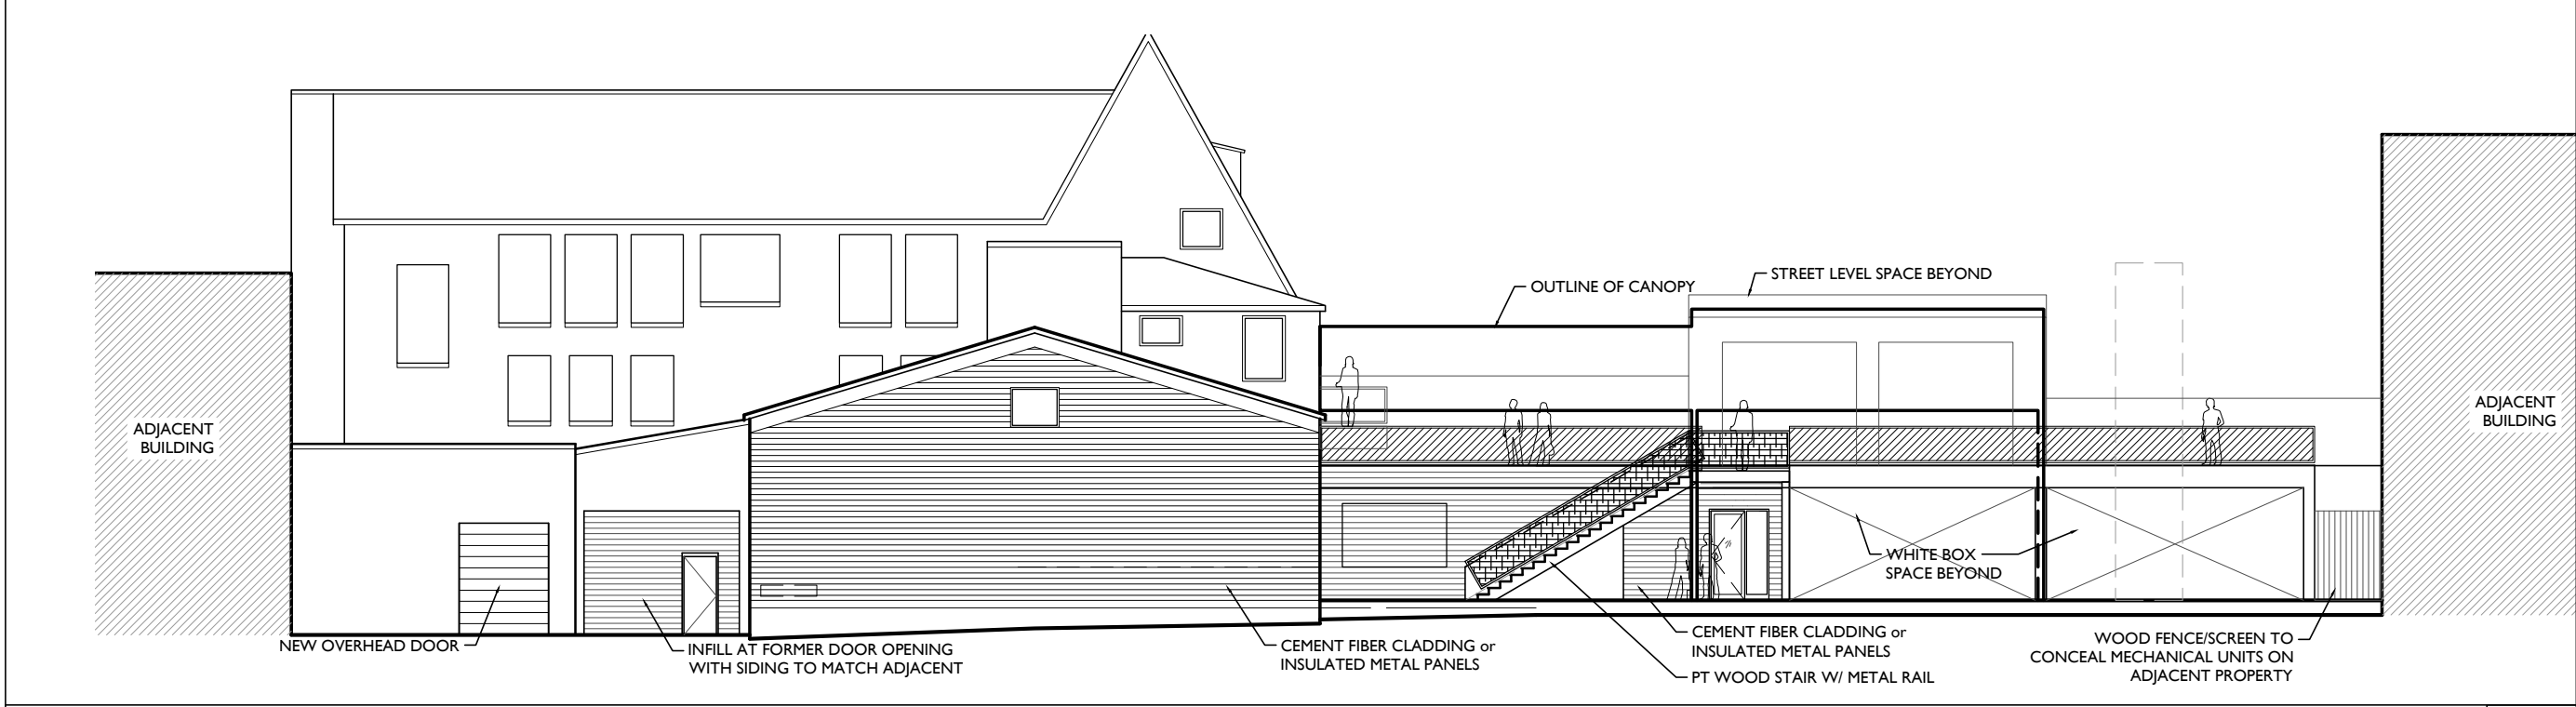 ADJACENT
BUILDING
NEW OVERHEAD DOOR
INFILL AT FORMER DOOR OPENING
WITH SIDING TO MATCH ADJACENT
CEMENT FIBER CLADDING or
INSULATED METAL PANELS
OUTLINE OF CANOPY
STREET LEVEL SPACE BEYOND
WHITE BOX
SPACE BEYOND
CEMENT FIBER CLADDING or
INSULATED METAL PANELS
PT WOOD STAIR W/ METAL RAIL
WOOD FENCE/SCREEN TO
CONCEAL MECHANICAL UNITS ON
ADJACENT PROPERTY
ADJACENT
BUILDING